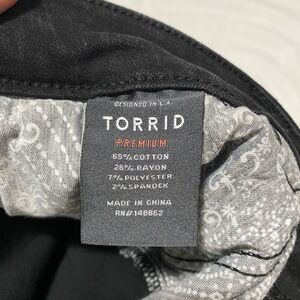 DESIGNED IN L.A.
TORRID
PREMIUM
65% COTTON
26% RAYON
7% POLYESTER
2% SPANDEX
MADE IN CHINA
RN# 148862